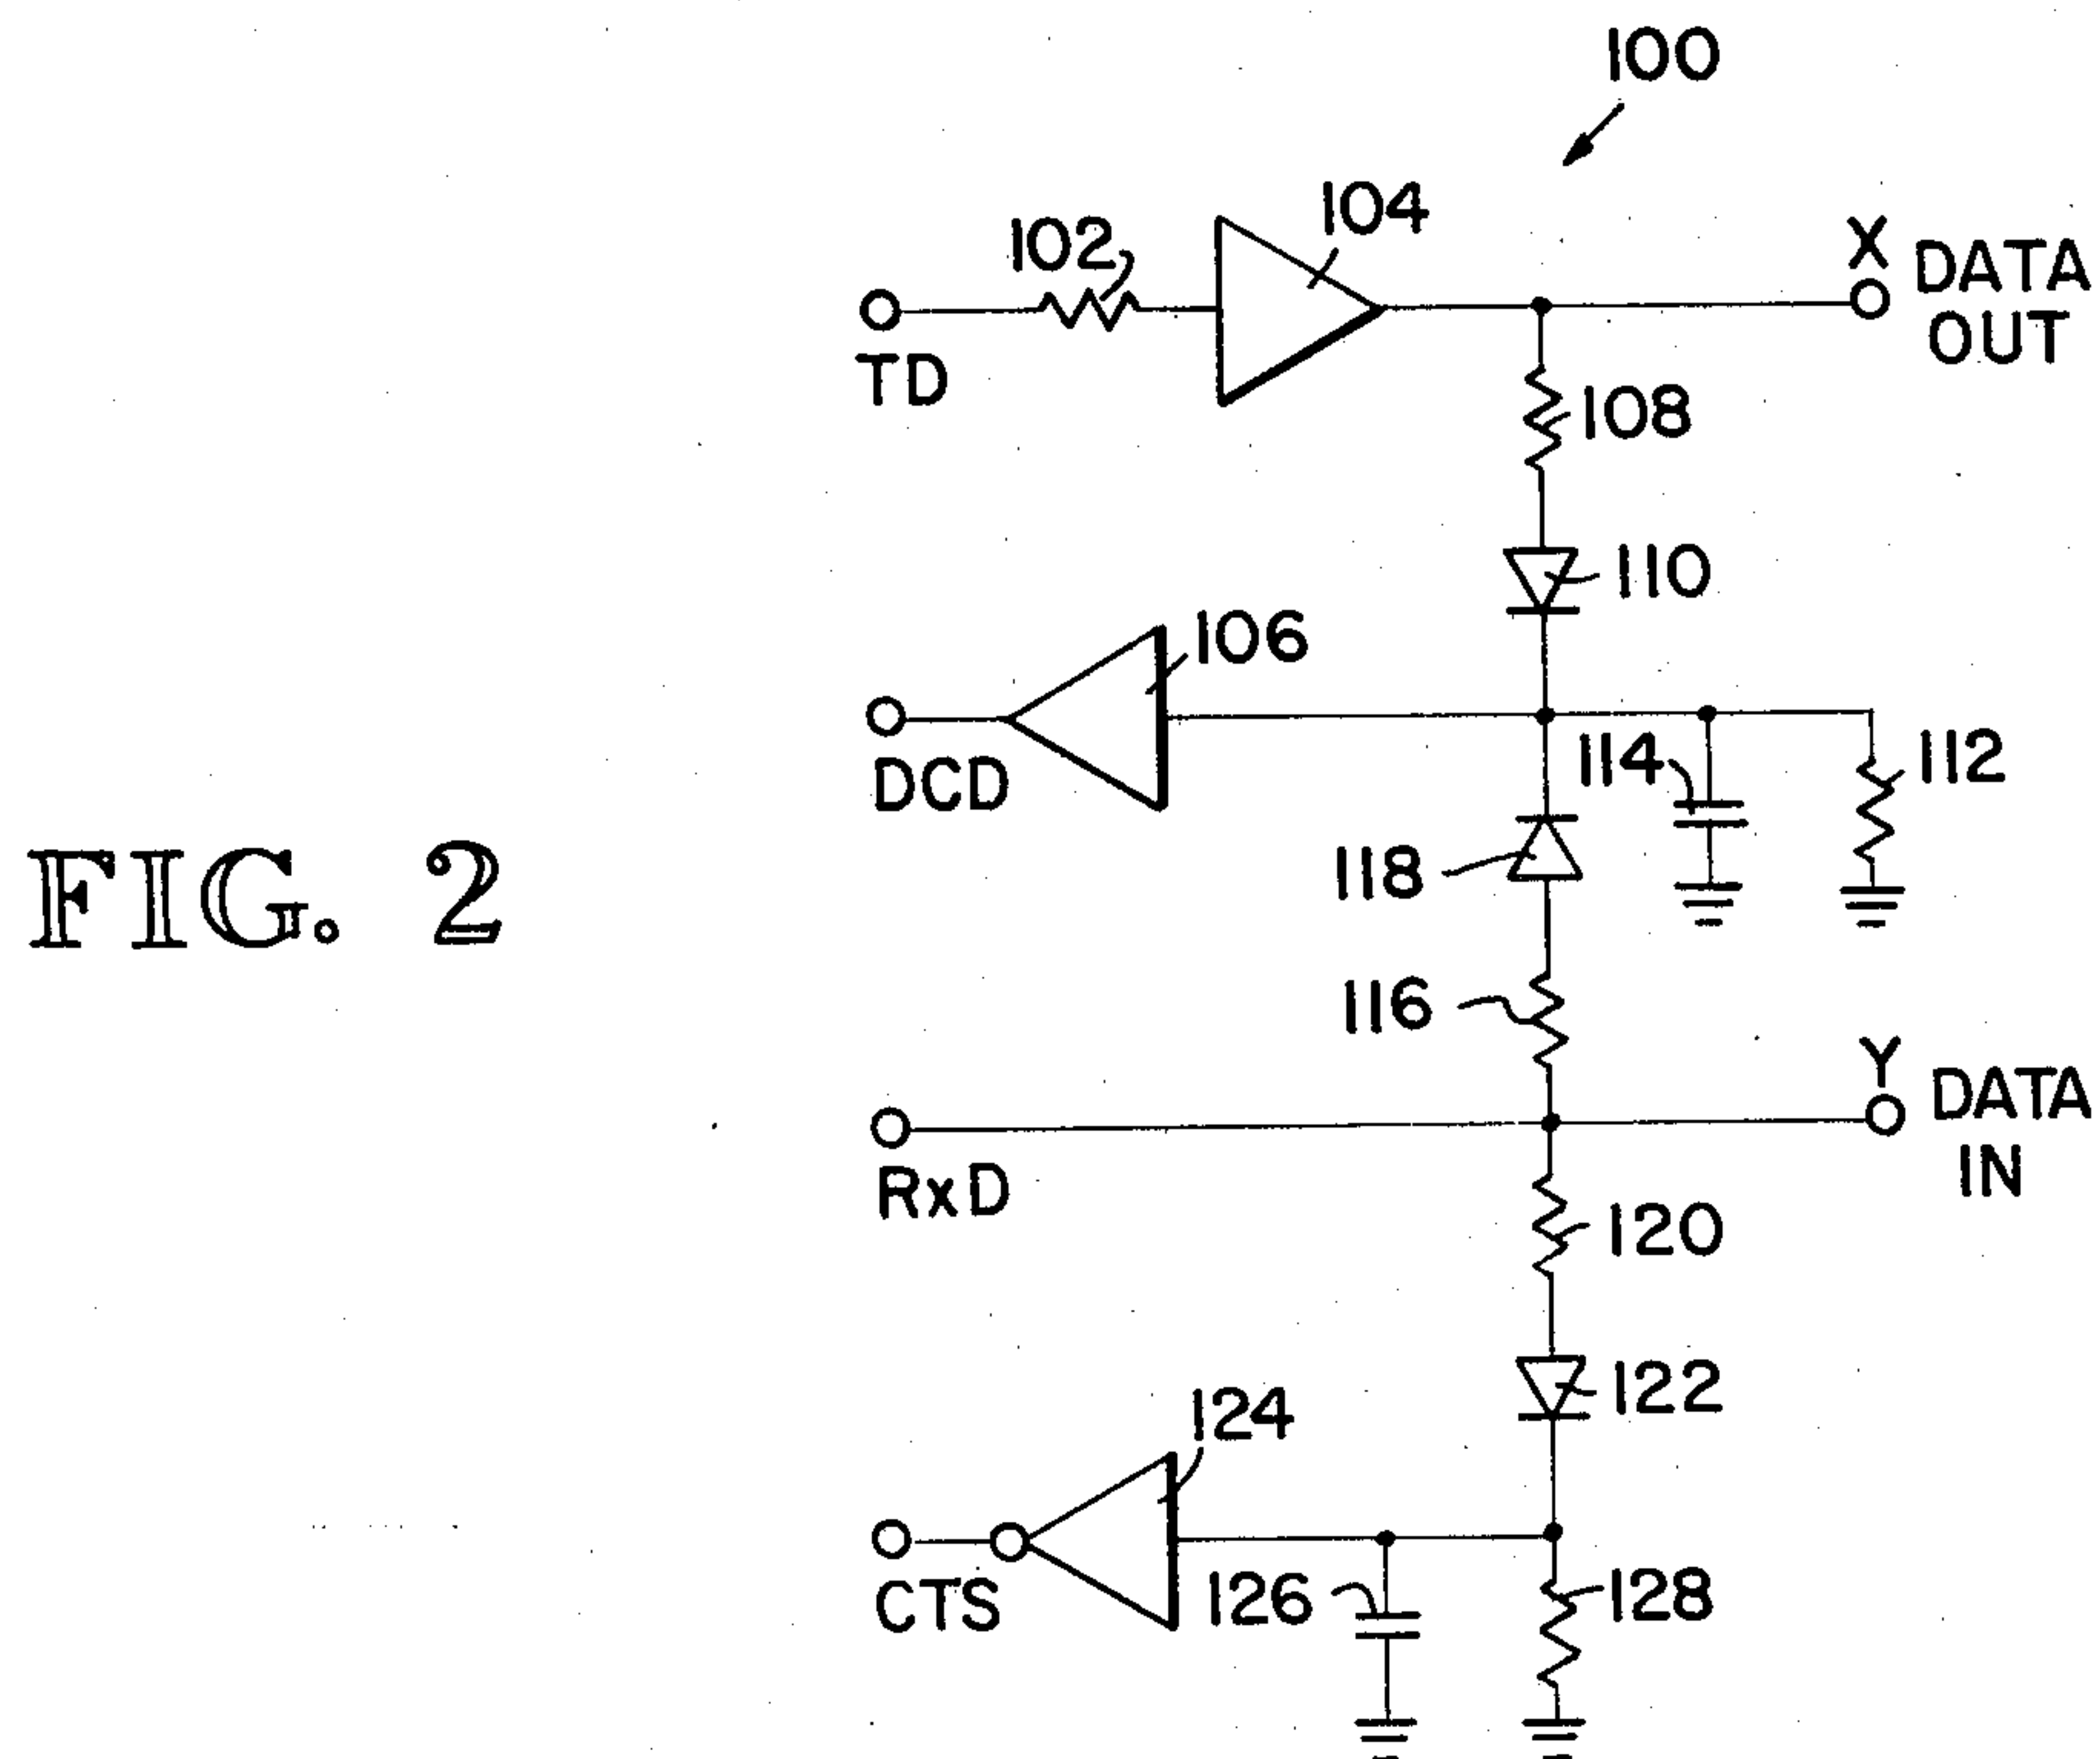 100
102
104
X DATA
OUT
TD
108
110
106
DCD
114
112
118
FIG. 2
116
Y DATA
IN
RxD
120
122
124
CTS
126
128